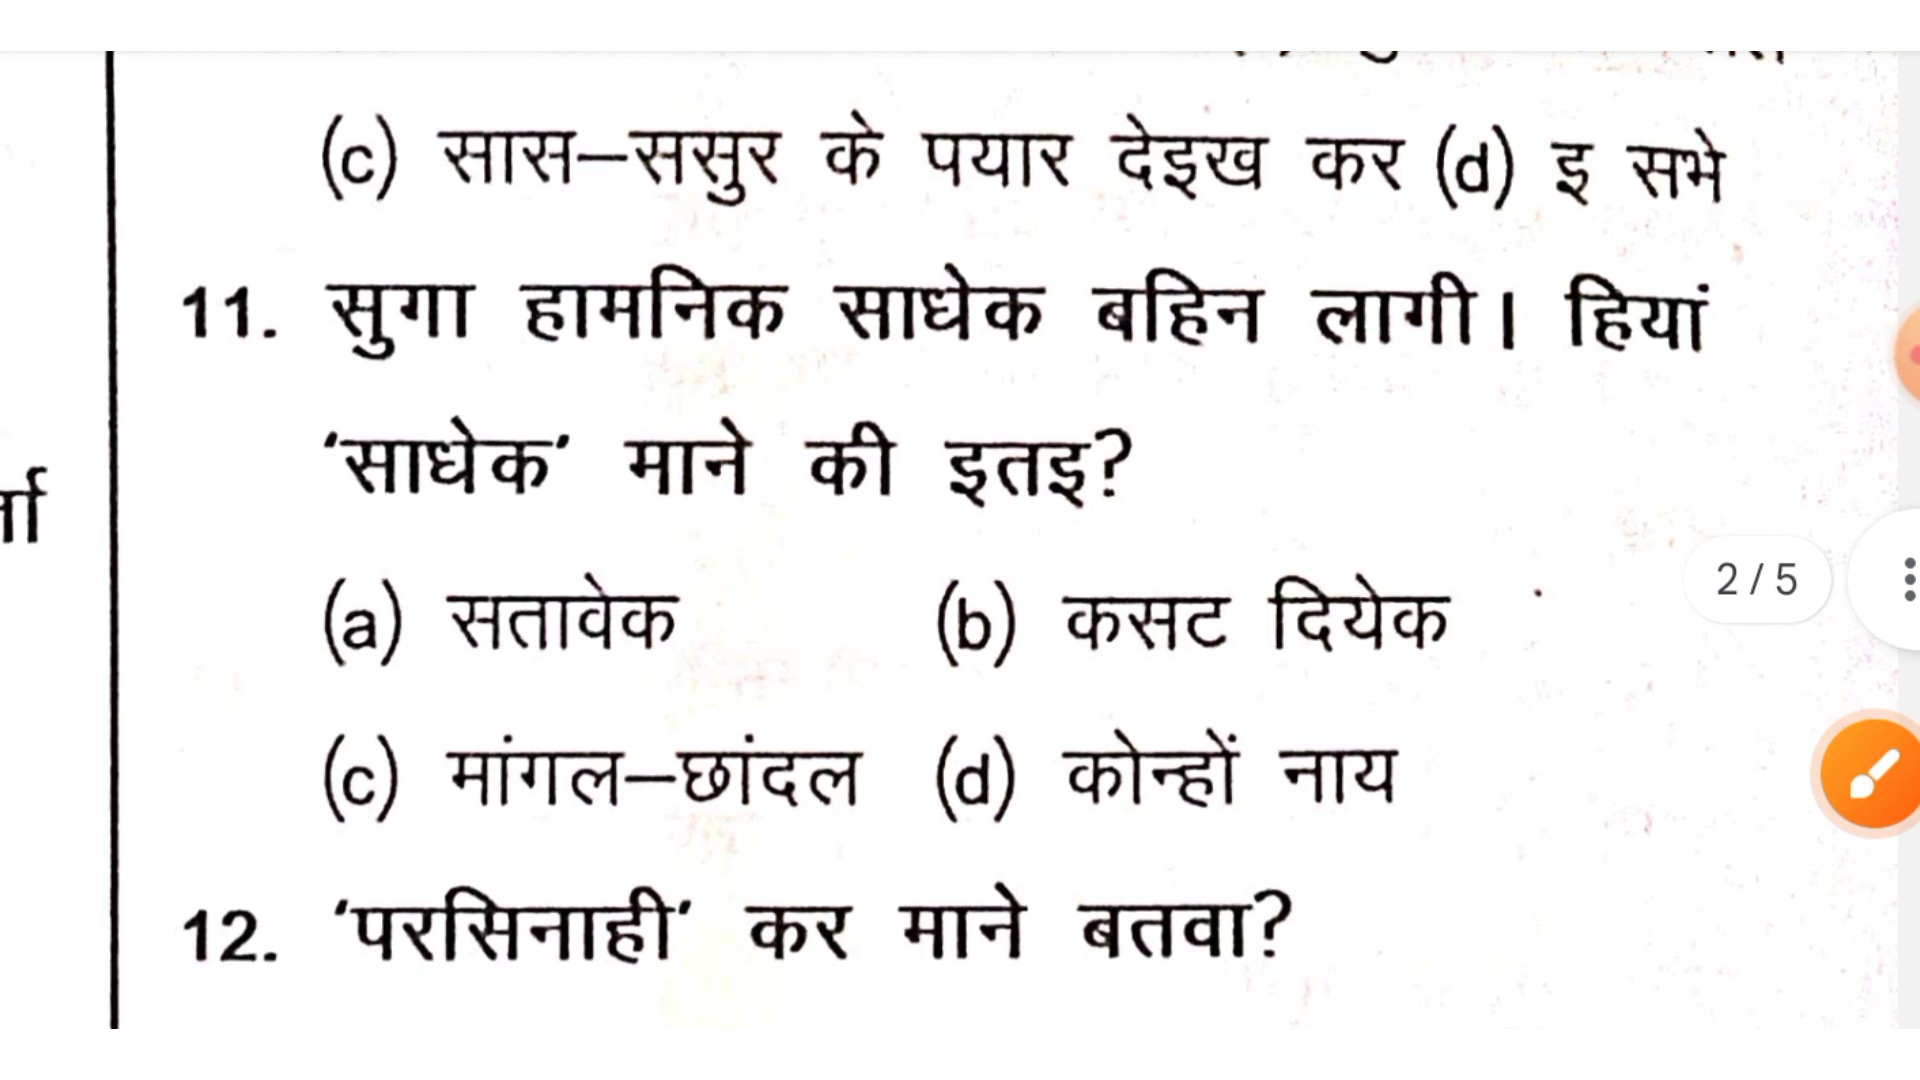 (c) सास–ससुर के पयार देइख कर (d) इ सभे
11. सुगा हामनिक साधेक बहिन लागी। हियां
'साधेक' माने की इतइ?
(a) सतावेक (b) कसट दियेक
2 / 5
(c) मांगल–छांदल (d) कोन्हों नाय
12. 'परसिनाही' कर माने बतवा?